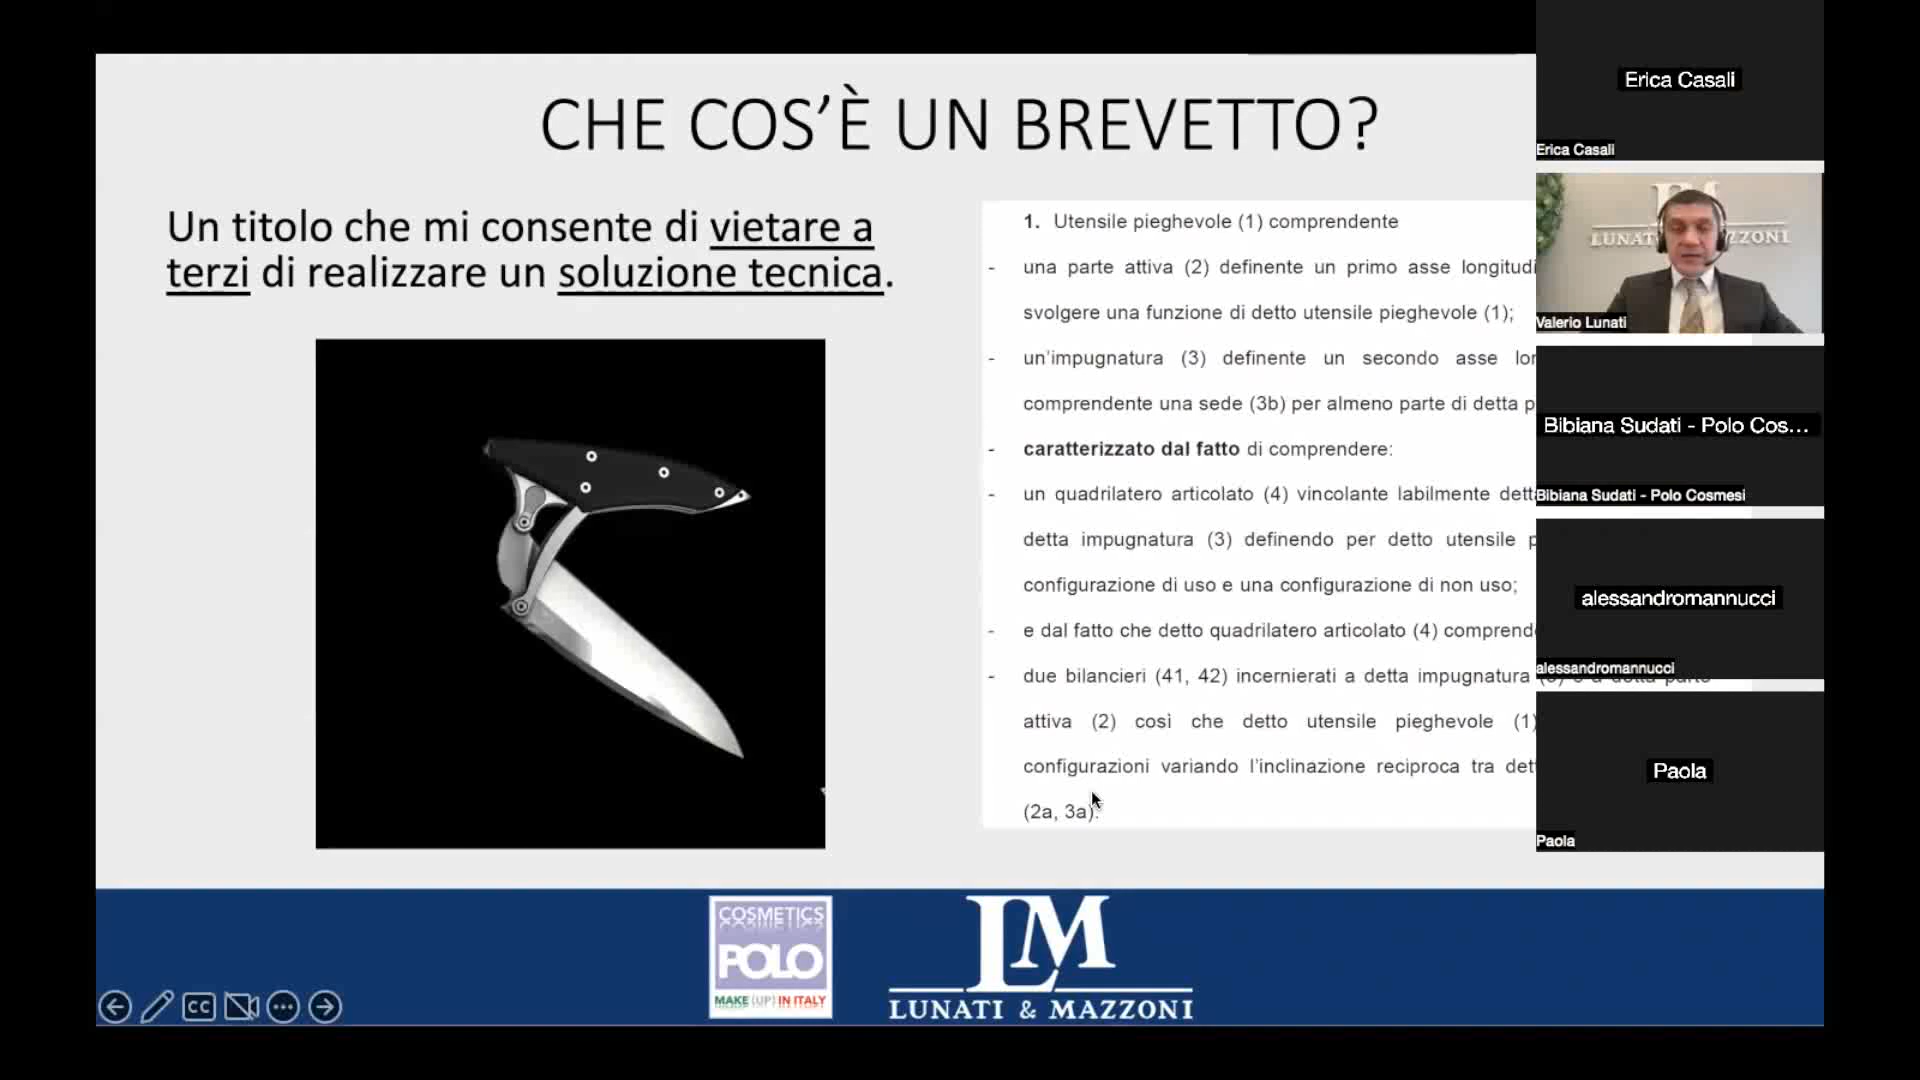 CHE COS’È UN BREVETTO?
Un titolo che mi consente di vietare a
terzi di realizzare un soluzione tecnica.
1. Utensile pieghevole (1) comprendente
- una parte attiva (2) definente un primo asse
svolgere una funzione di detto utensile pieghevole (1);
- un’impugnatura (3) definente un secondo asse
comprendente una sede (3b) per almeno parte di detta
- caratterizzato dal fatto di comprendere:
- un quadrilatero articolato (4) vincolante labilmente
detta impugnatura (3) definendo per detto utensile
configurazione di uso e una configurazione di non uso;
- e dal fatto che detto quadrilatero articolato (4)
- due bilancieri (41, 42) incernierati a detta impugnatura
attiva (2) così che detto utensile pieghevole (1)
configurazioni variando l’inclinazione reciproca tra
(2a, 3a).
Erica Casali
Erica Casali
LUNATI MAZZONI
Valerio Lunati
Bibiana Sudati - Polo Cos...
Bibiana Sudati - Polo Cosmesi
alessandromannucci
alessandromannucci
Paola
Paola
COSMETICS
POLO
MAKE (UP) IN ITALY
LM
LUNATI & MAZZONI
CC